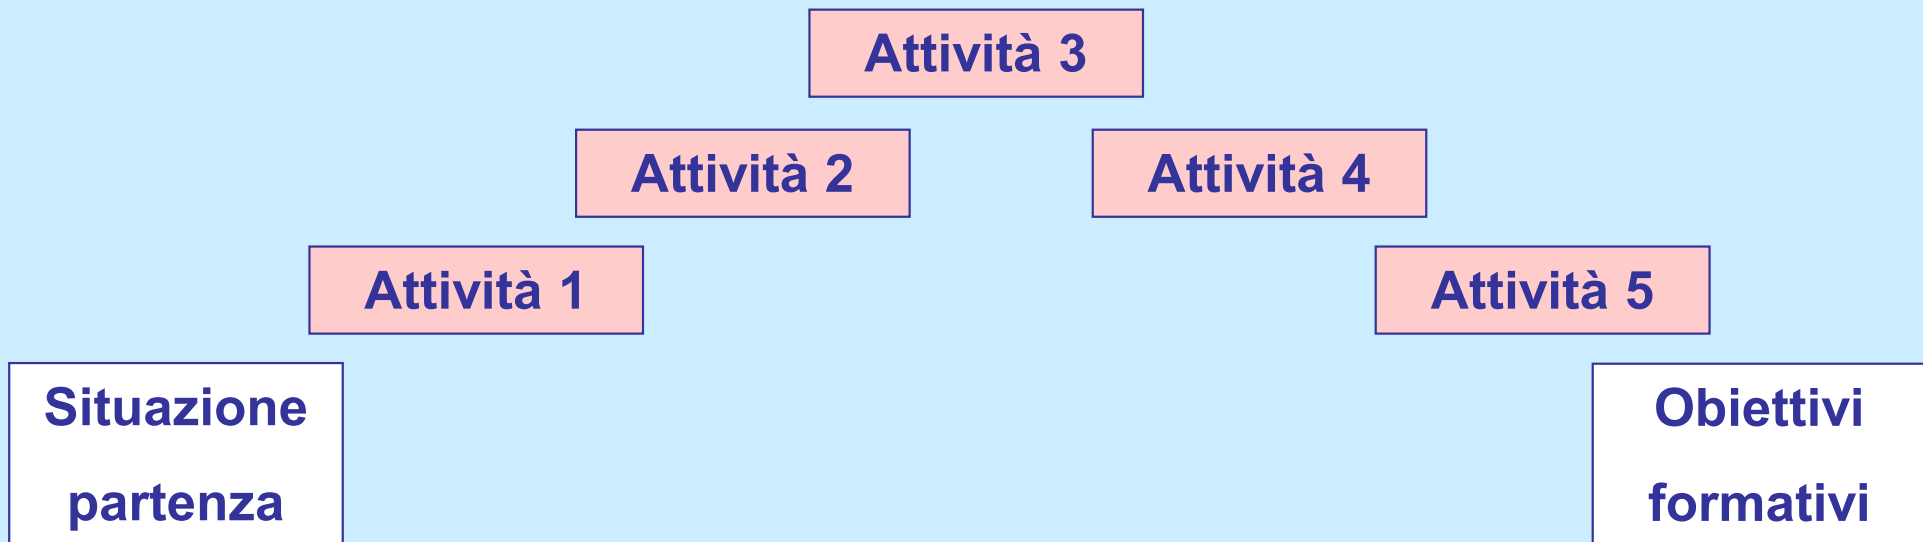 Attività 3
Attività 2
Attività 4
Attività 1
Attività 5
Situazione
partenza
Obiettivi
formativi